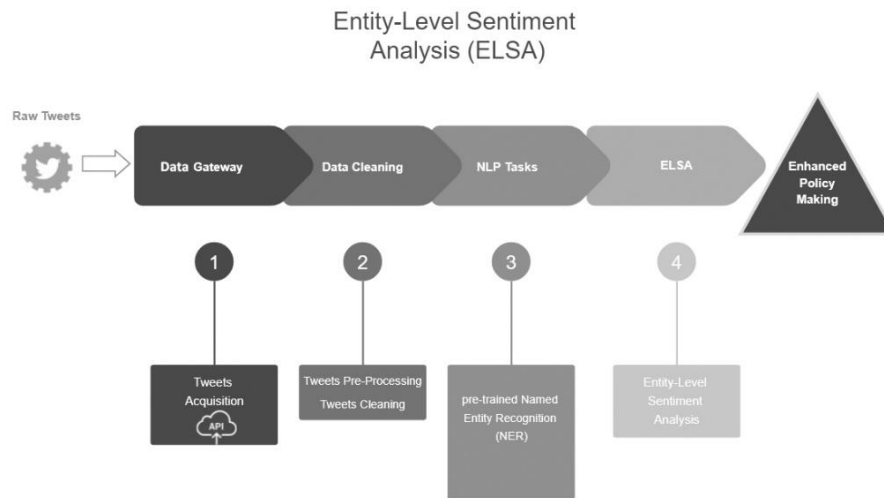 Entity-Level Sentiment
Analysis (ELSA)
Raw Tweets
Data Gateway
Data Cleaning
NLP Tasks
ELSA
Enhanced
Policy
Making
1
2
3
4
Tweets
Acquisition
API
Tweets Pre-Processing
Tweets Cleaning
pre-trained Named
Entity Recognition
(NER)
Entity-Level
Sentiment
Analysis